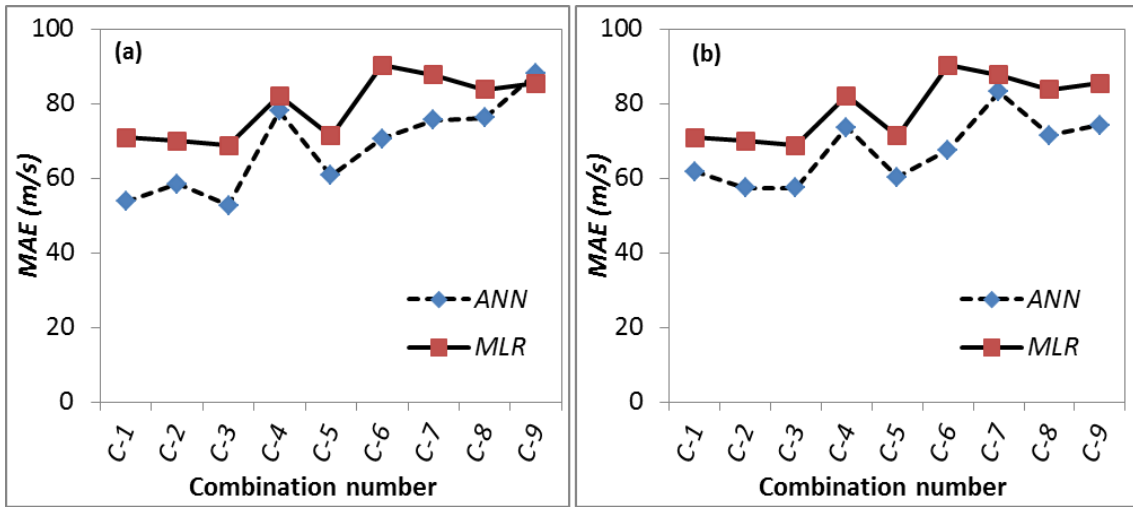 (a)
MAE (m/s)
100
80
60
40
20
0
ANN
MLR
C-1
C-2
C-3
C-4
C-5
C-6
C-7
C-8
C-9
Combination number
(b)
MAE (m/s)
100
80
60
40
20
0
ANN
MLR
C-1
C-2
C-3
C-4
C-5
C-6
C-7
C-8
C-9
Combination number